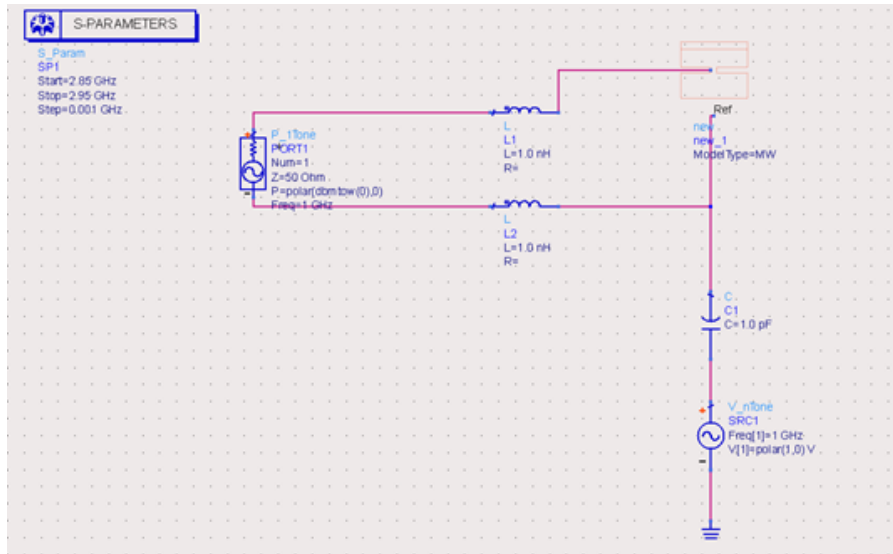 S-PARAMETERS
S_Param
SP1
Start=2.85 GHz
Stop=2.95 GHz
Step=0.001 GHz
P_1Tone
PORT1
Num=1
Z=50 Ohm
P=polar(dbmtow(0),0)
Freq=1 GHz
L
L1
L=1.0 nH
R=
L
L2
L=1.0 nH
R=
Ref
new
new_1
ModelType=MW
C
C1
C=1.0 pF
V_nTone
SRC1
Freq[1]=1 GHz
V[1]=polar(1,0) V